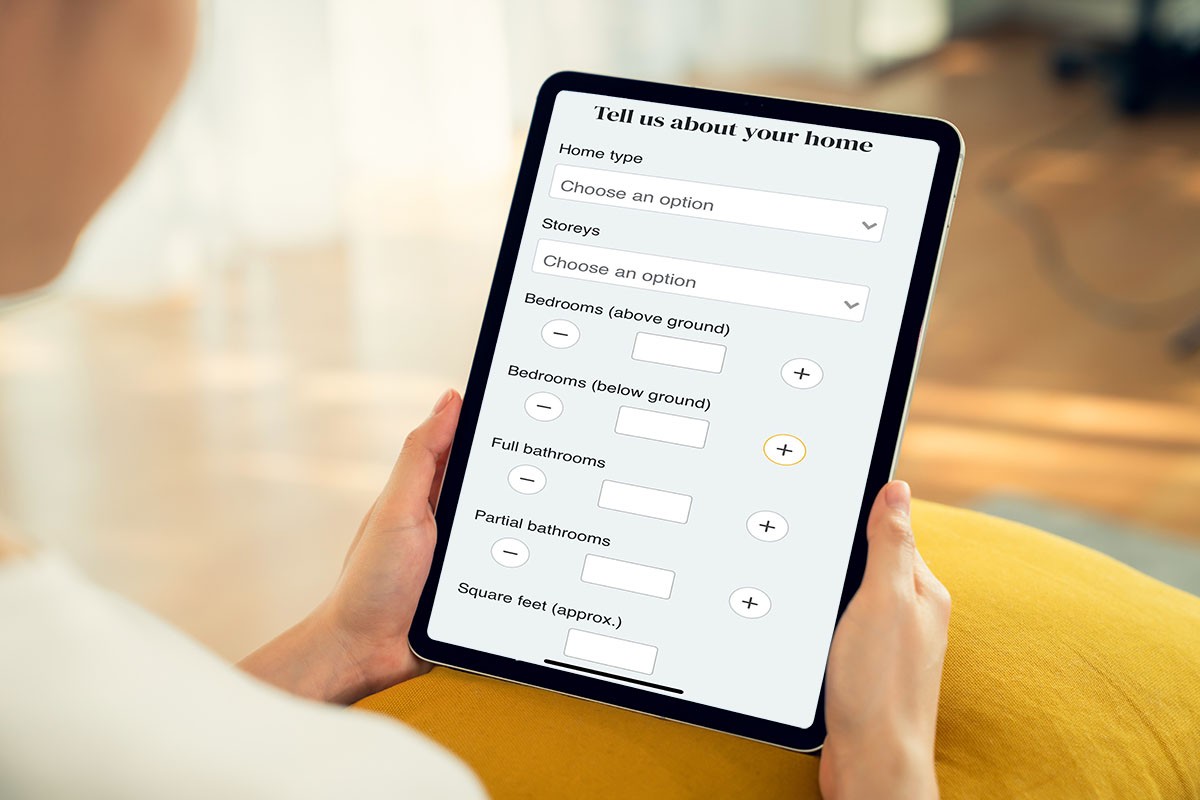 Tell us about your home
Home type
Choose an option
Storeys
Choose an option
Bedrooms (above ground)
Bedrooms (below ground)
Full bathrooms
Partial bathrooms
Square feet (approx.)